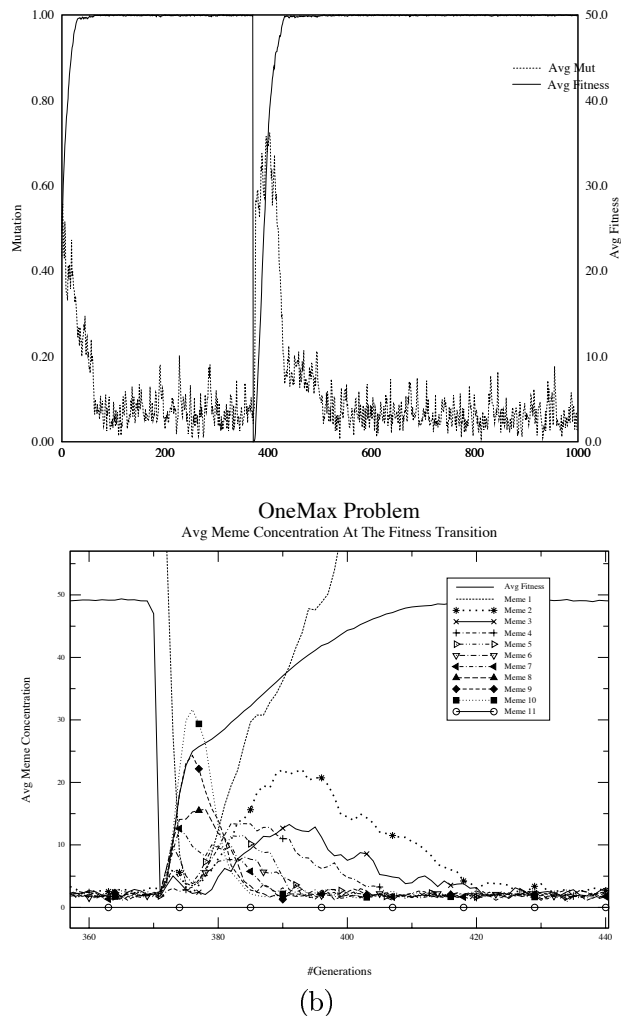 1.00
0.80
0.60
0.40
0.20
0.00
Mutation
0
200
400
600
800
1000
50.0
40.0
30.0
20.0
10.0
0.0
Avg Fitness
Avg Mut
Avg Fitness
OneMax Problem
Avg Meme Concentration At The Fitness Transition
50
40
30
20
10
0
Avg Meme Concentration
Avg Fitness
Meme 1
Meme 2
Meme 3
Meme 4
Meme 5
Meme 6
Meme 7
Meme 8
Meme 9
Meme 10
Meme 11
360
380
400
420
440
#Generations
(b)